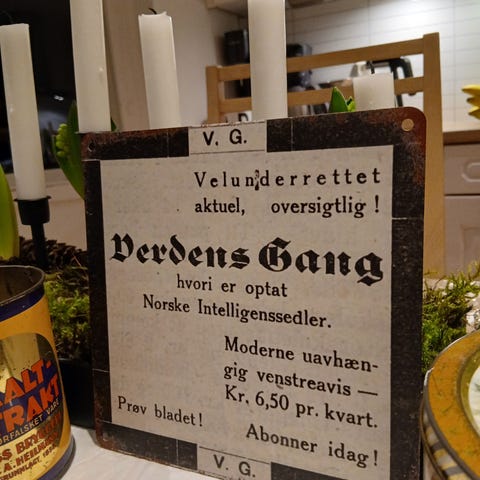 V. G.
Velunderrettet
aktuel, oversigtlig !
Verdens Gang
hvori er optat
Norske Intelligenssedler.
Moderne uavhæn-
gig venstreavis —
Kr. 6,50 pr. kvart.
Prøv bladet !
Abonner idag !
V. G.